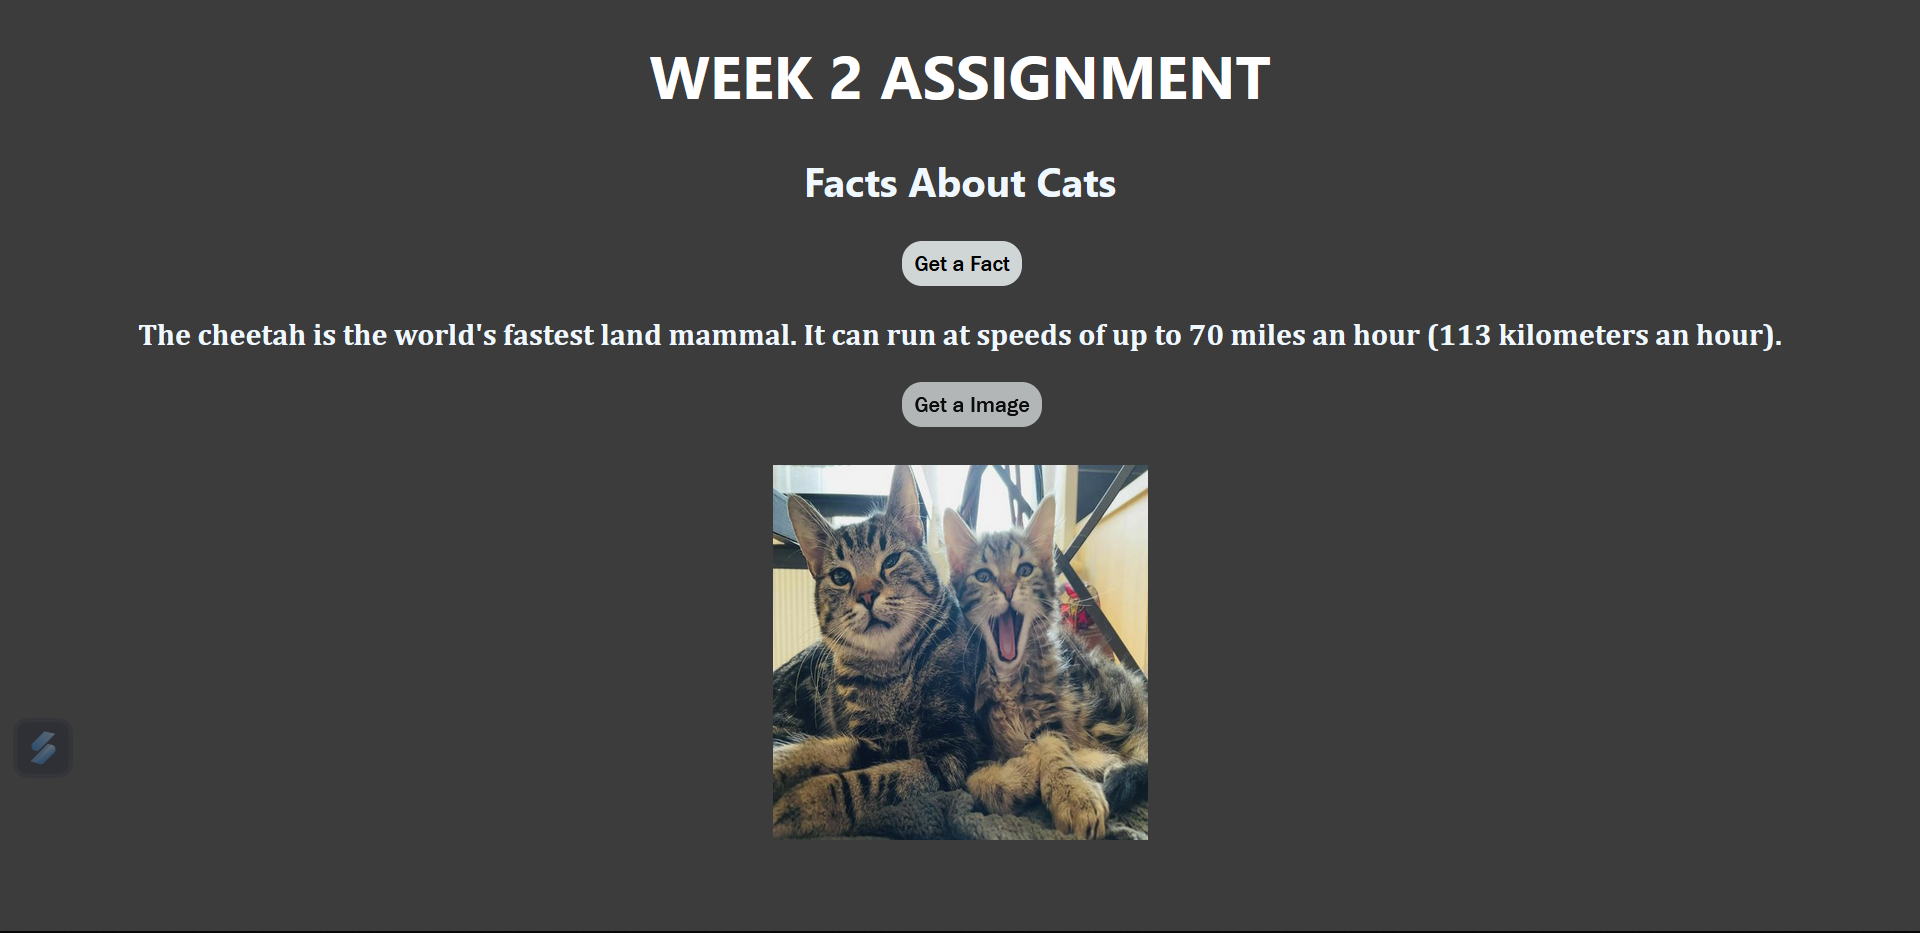 WEEK 2 ASSIGNMENT
Facts About Cats
Get a Fact
The cheetah is the world's fastest land mammal. It can run at speeds of up to 70 miles an hour (113 kilometers an hour).
Get a Image